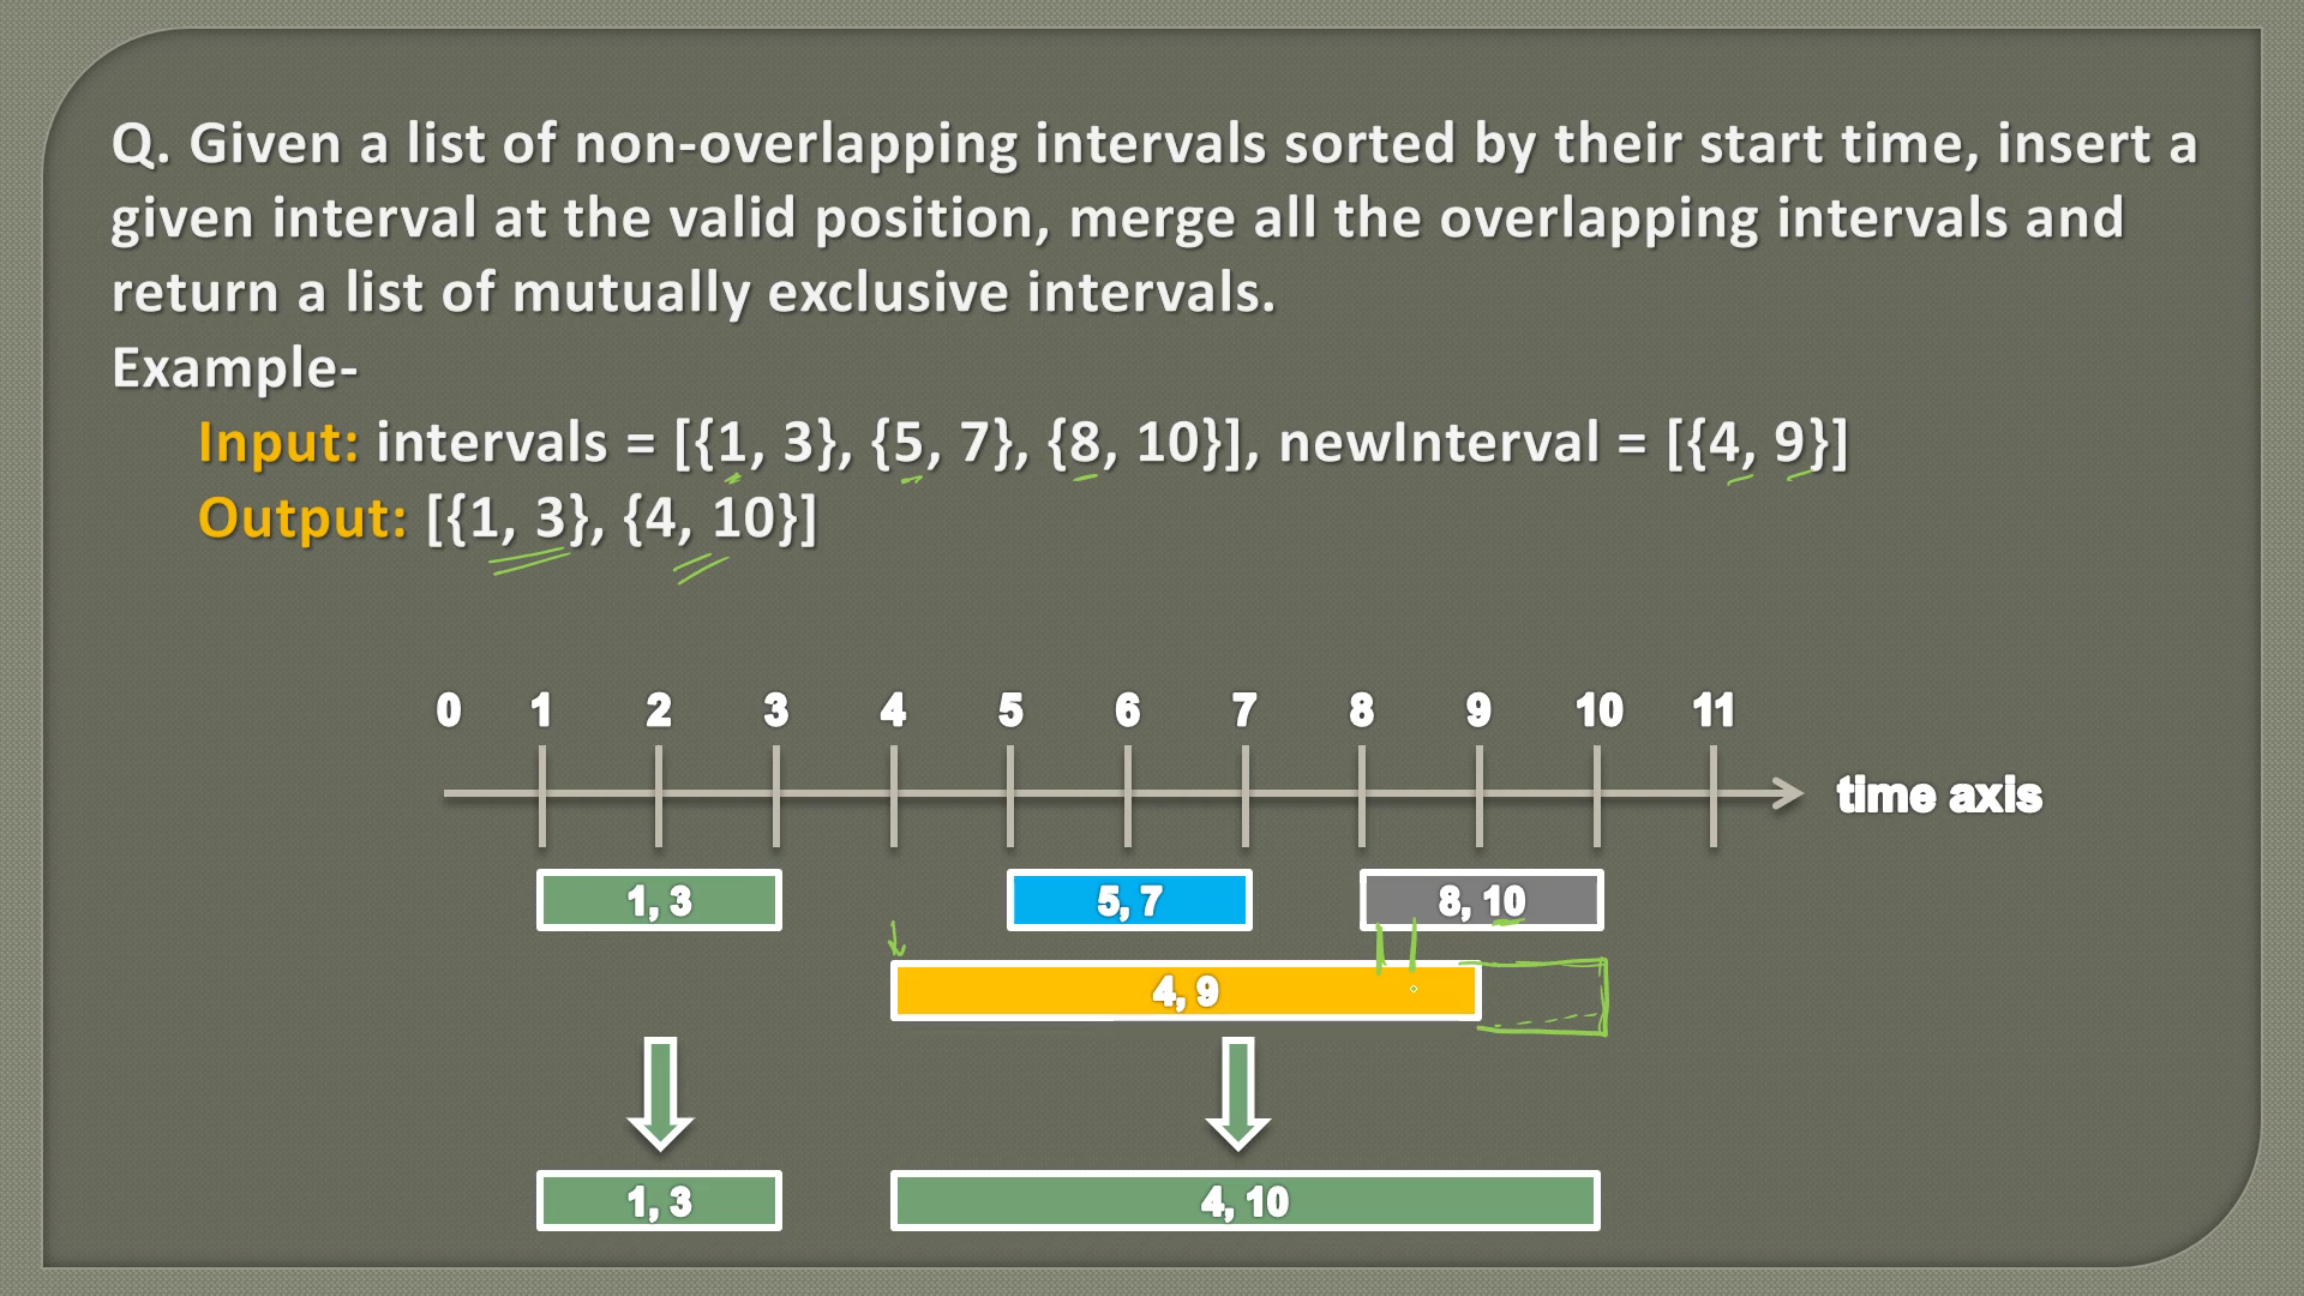 Q. Given a list of non-overlapping intervals sorted by their start time, insert a
given interval at the valid position, merge all the overlapping intervals and
return a list of mutually exclusive intervals.
Example-
Input: intervals = [{1, 3}, {5, 7}, {8, 10}], newInterval = [{4, 9}]
Output: [{1, 3}, {4, 10}]
0 1 2 3 4 5 6 7 8 9 10 11
time axis
1, 3 5, 7 8, 10
4, 9
1, 3 4, 10